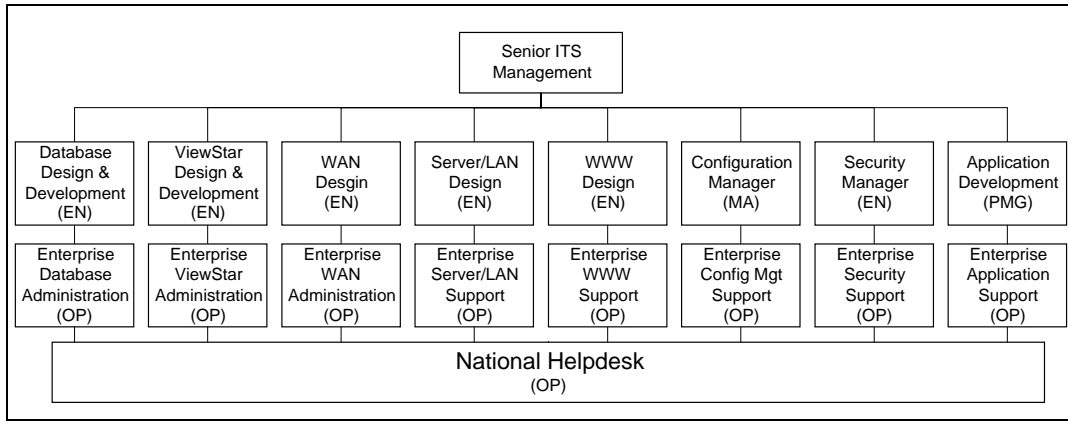 Senior ITS
Management
Database
Design &
Development
(EN)
ViewStar
Design &
Development
(EN)
WAN
Desgin
(EN)
Server/LAN
Design
(EN)
WWW
Design
(EN)
Configuration
Manager
(MA)
Security
Manager
(EN)
Application
Development
(PMG)
Enterprise
Database
Administration
(OP)
Enterprise
ViewStar
Administration
(OP)
Enterprise
WAN
Administration
(OP)
Enterprise
Server/LAN
Support
(OP)
Enterprise
WWW
Support
(OP)
Enterprise
Config Mgt
Support
(OP)
Enterprise
Security
Support
(OP)
Enterprise
Application
Support
(OP)
National Helpdesk
(OP)